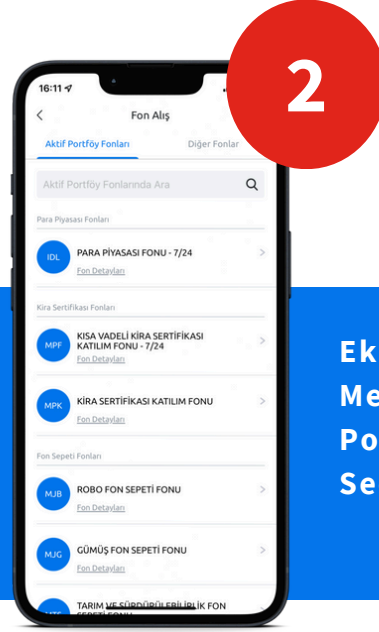 2
16:11
Fon Alış
Aktif Portföy Fonları
Diğer Fonlar
Aktif Portföy Fonlarında Ara
Para Piyasası Fonları
IDL
PARA PİYASASI FONU - 7/24
Fon Detayları
Kira Sertifikası Fonları
MPF
KISA VADELİ KİRA SERTİFİKASI
KATILIM FONU - 7/24
Fon Detayları
MPK
KİRA SERTİFİKASI KATILIM FONU
Fon Detayları
Fon Sepeti Fonları
MJB
ROBO FON SEPETİ FONU
Fon Detayları
MJG
GÜMÜŞ FON SEPETİ FONU
Fon Detayları
TARIM VE SÜRDÜRÜLEBİLİRLİK FON
SEPETİ FONU
Ek
Me
Po
Se